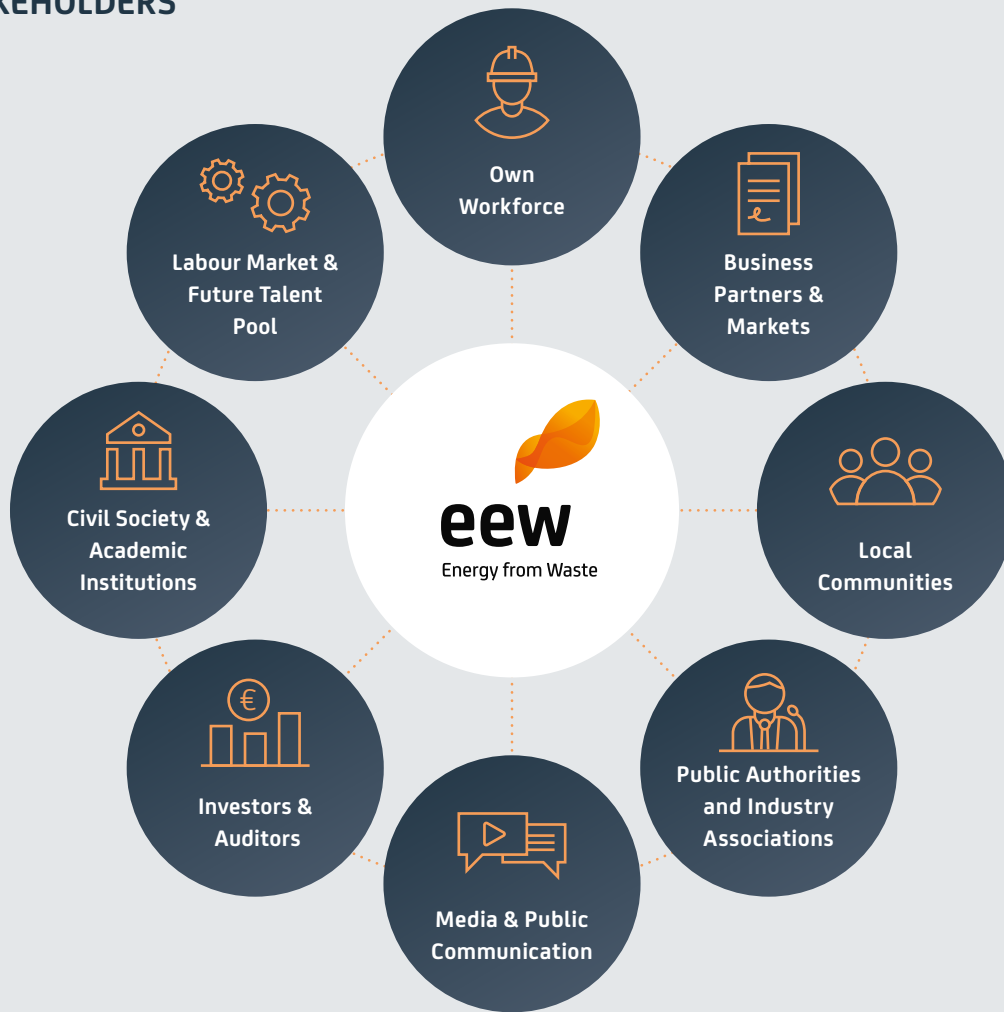 KEHOLDERS
Own
Workforce
Labour Market &
Future Talent
Pool
Business
Partners &
Markets
Civil Society &
Academic
Institutions
eew
Energy from Waste
Local
Communities
Investors &
Auditors
€
Public Authorities
and Industry
Associations
Media & Public
Communication